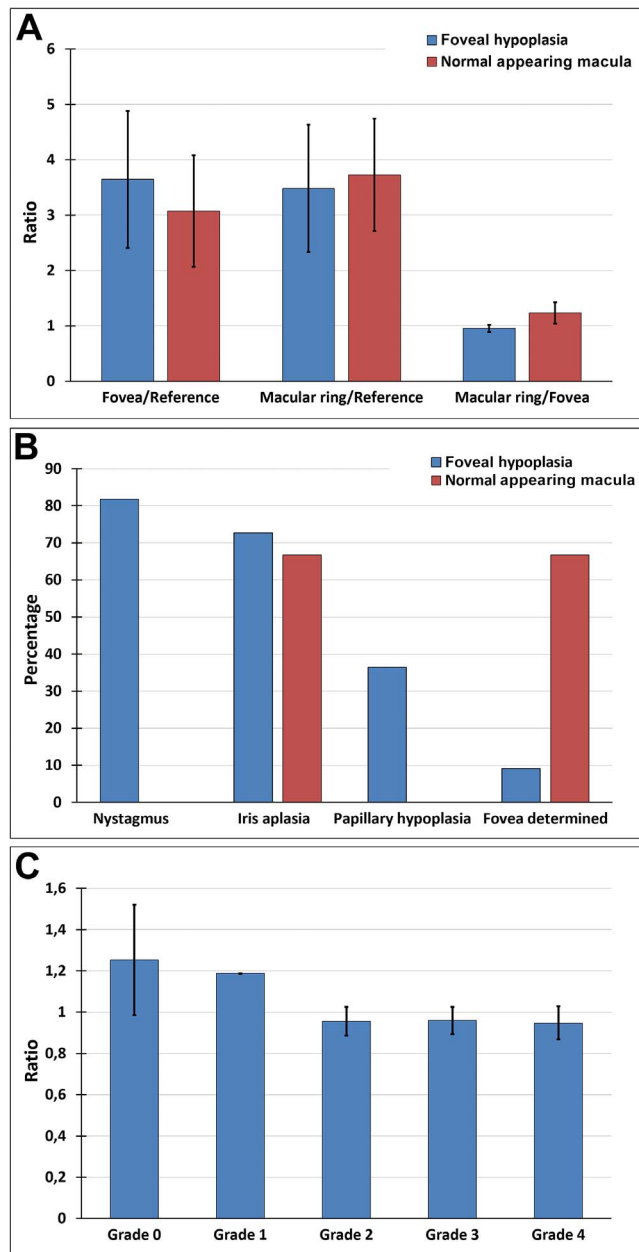 A
Foveal hypoplasia
Normal appearing macula
6
5
4
3
2
1
0
Ratio
Fovea/Reference
Macular ring/Reference
Macular ring/Fovea
B
Foveal hypoplasia
Normal appearing macula
90
80
70
60
50
40
30
20
10
0
Percentage
Nystagmus
Iris aplasia
Papillary hypoplasia
Fovea determined
C
1,6
1,4
1,2
1
0,8
0,6
0,4
0,2
0
Ratio
Grade 0
Grade 1
Grade 2
Grade 3
Grade 4